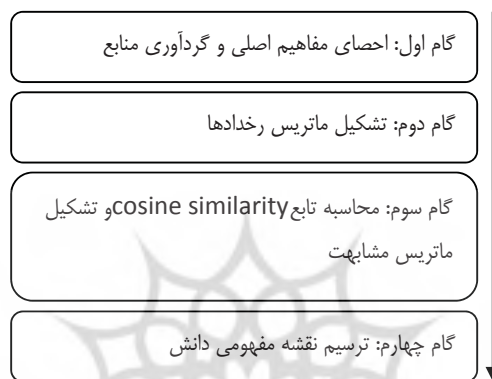 گام اول: احصای مفاهیم اصلی و گردآوری منابع
گام دوم: تشکیل ماتریس رخدادها
گام سوم: محاسبه تابع cosine similarityو تشکیل
ماتریس مشابهت
گام چهارم: ترسیم نقشه مفهومی دانش